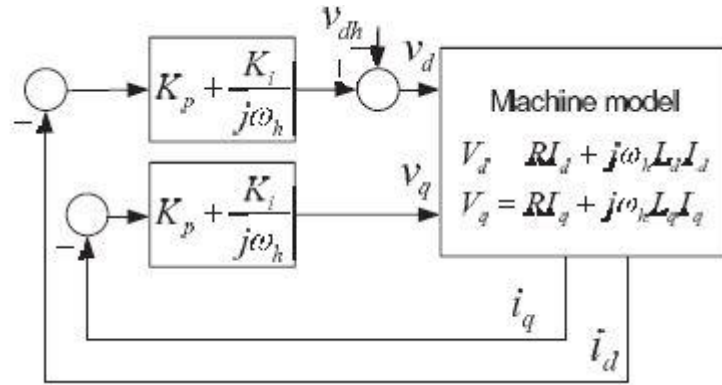 v_dh
K_p + K_i / jω_h
v_d
Machine model
V_d RI_d + jω_h L_d I_d
V_q = RI_q + jω_h L_q I_q
K_p + K_i / jω_h
v_q
i_q
i_d